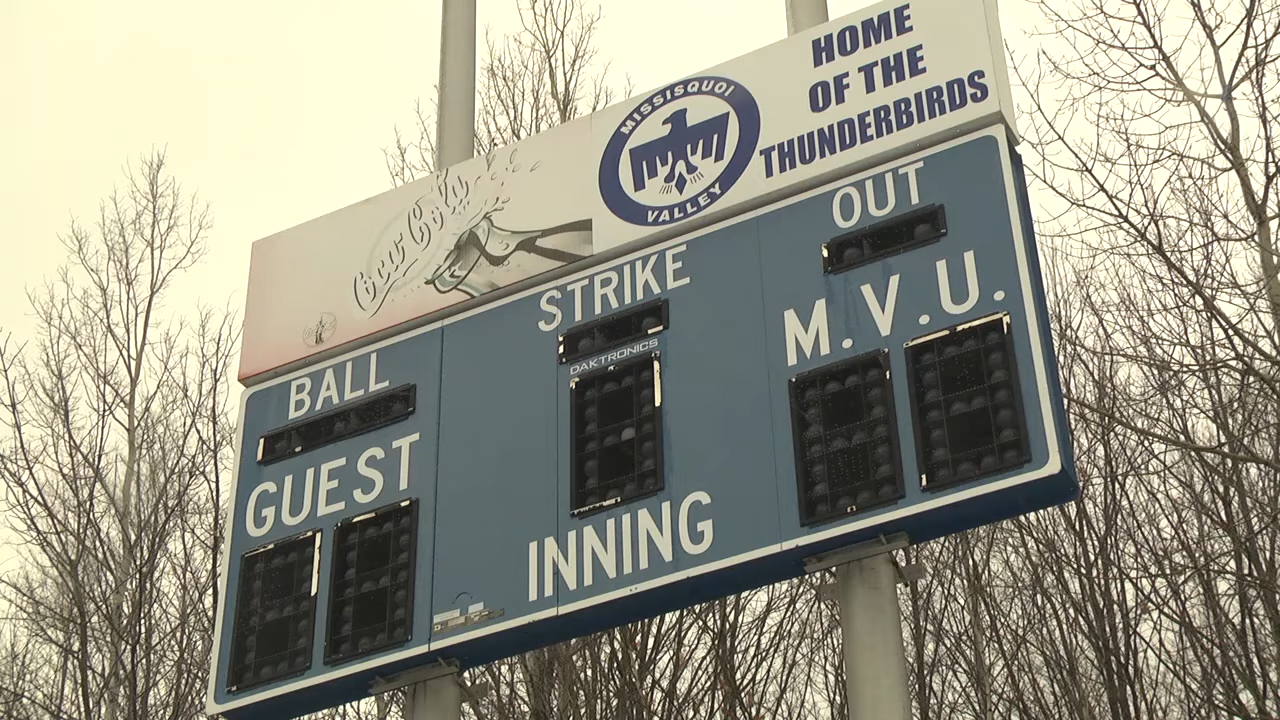 HOME
OF THE
THUNDERBIRDS
MISSISQUOI
VALLEY
Coca-Cola
BALL
STRIKE
OUT
DAKTRONICS
GUEST
M.V.U.
INNING